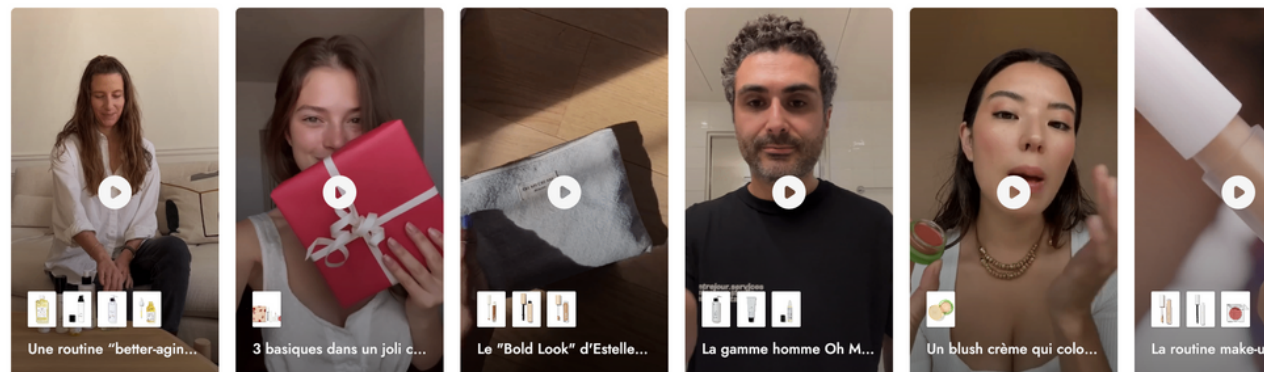 Une routine “better-agin...
3 basiques dans un joli c...
Le "Bold Look" d'Estelle...
La gamme homme Oh M...
Un blush crème qui colo...
La routine make-u